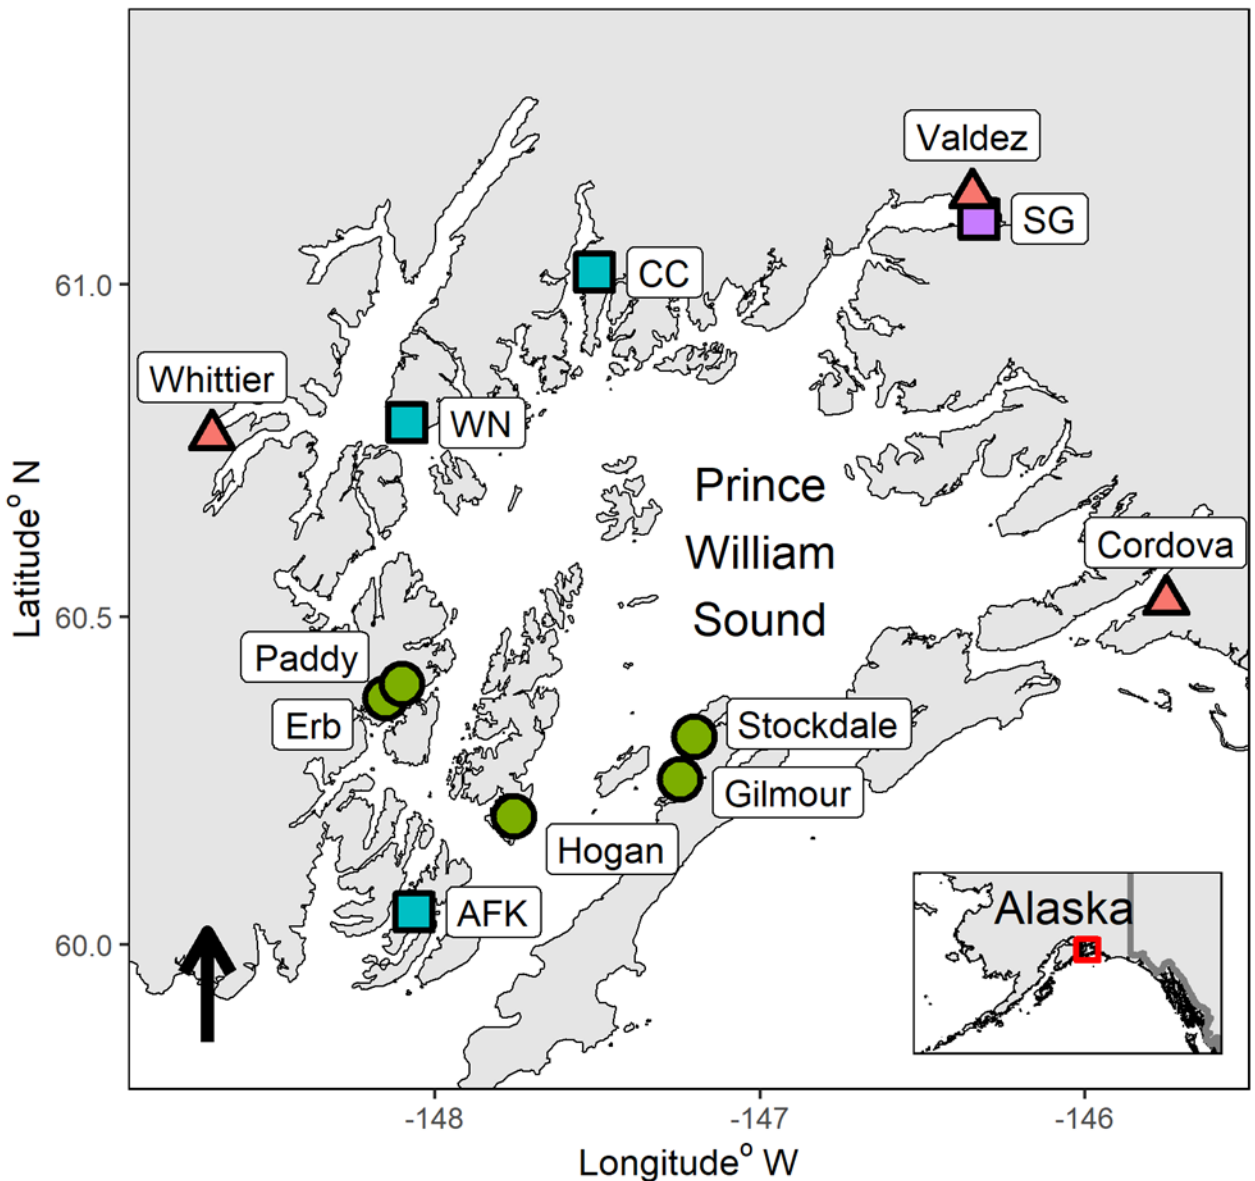 Valdez
SG
CC
61.0
Whittier
WN
Prince
William
Sound
Cordova
Latitude° N
60.5
Paddy
Erb
Stockdale
Gilmour
Hogan
AFK
Alaska
60.0
-148
-147
-146
Longitude° W